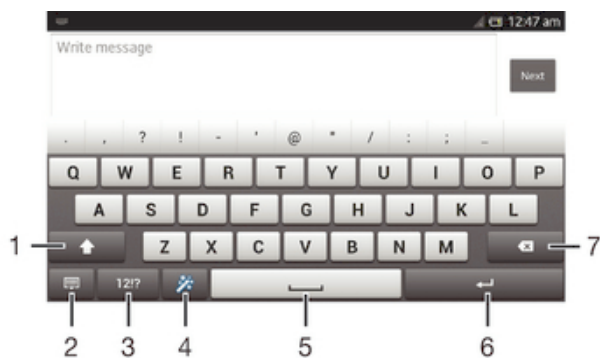 12:47 am
Write message
Next
. , ? ! - ' @ " / : ; _
Q W E R T Y U I O P
A S D F G H J K L
1 Z X C V B N M 7
12!?
2 3 4 5 6